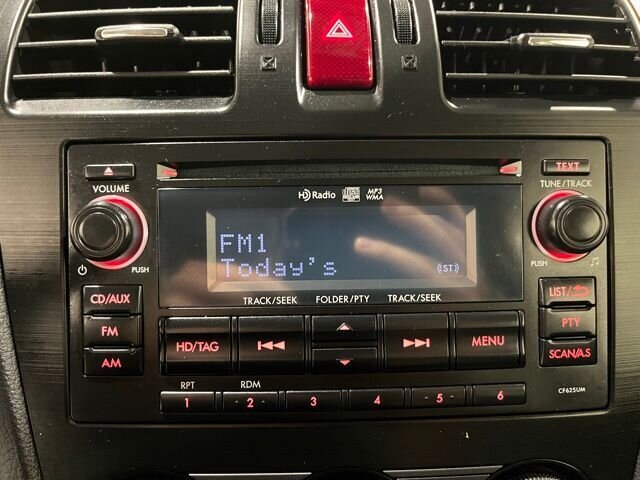 VOLUME
PUSH
CD/AUX
FM
AM
HD Radio
MP3
WMA
FM1
Today's
(ST)
TRACK/SEEK FOLDER/PTY TRACK/SEEK
HD/TAG MENU
RPT RDM
1 2 3 4 5 6
TEXT
TUNE/TRACK
PUSH
LIST/
PTY
SCAN/A.S
CF625UM